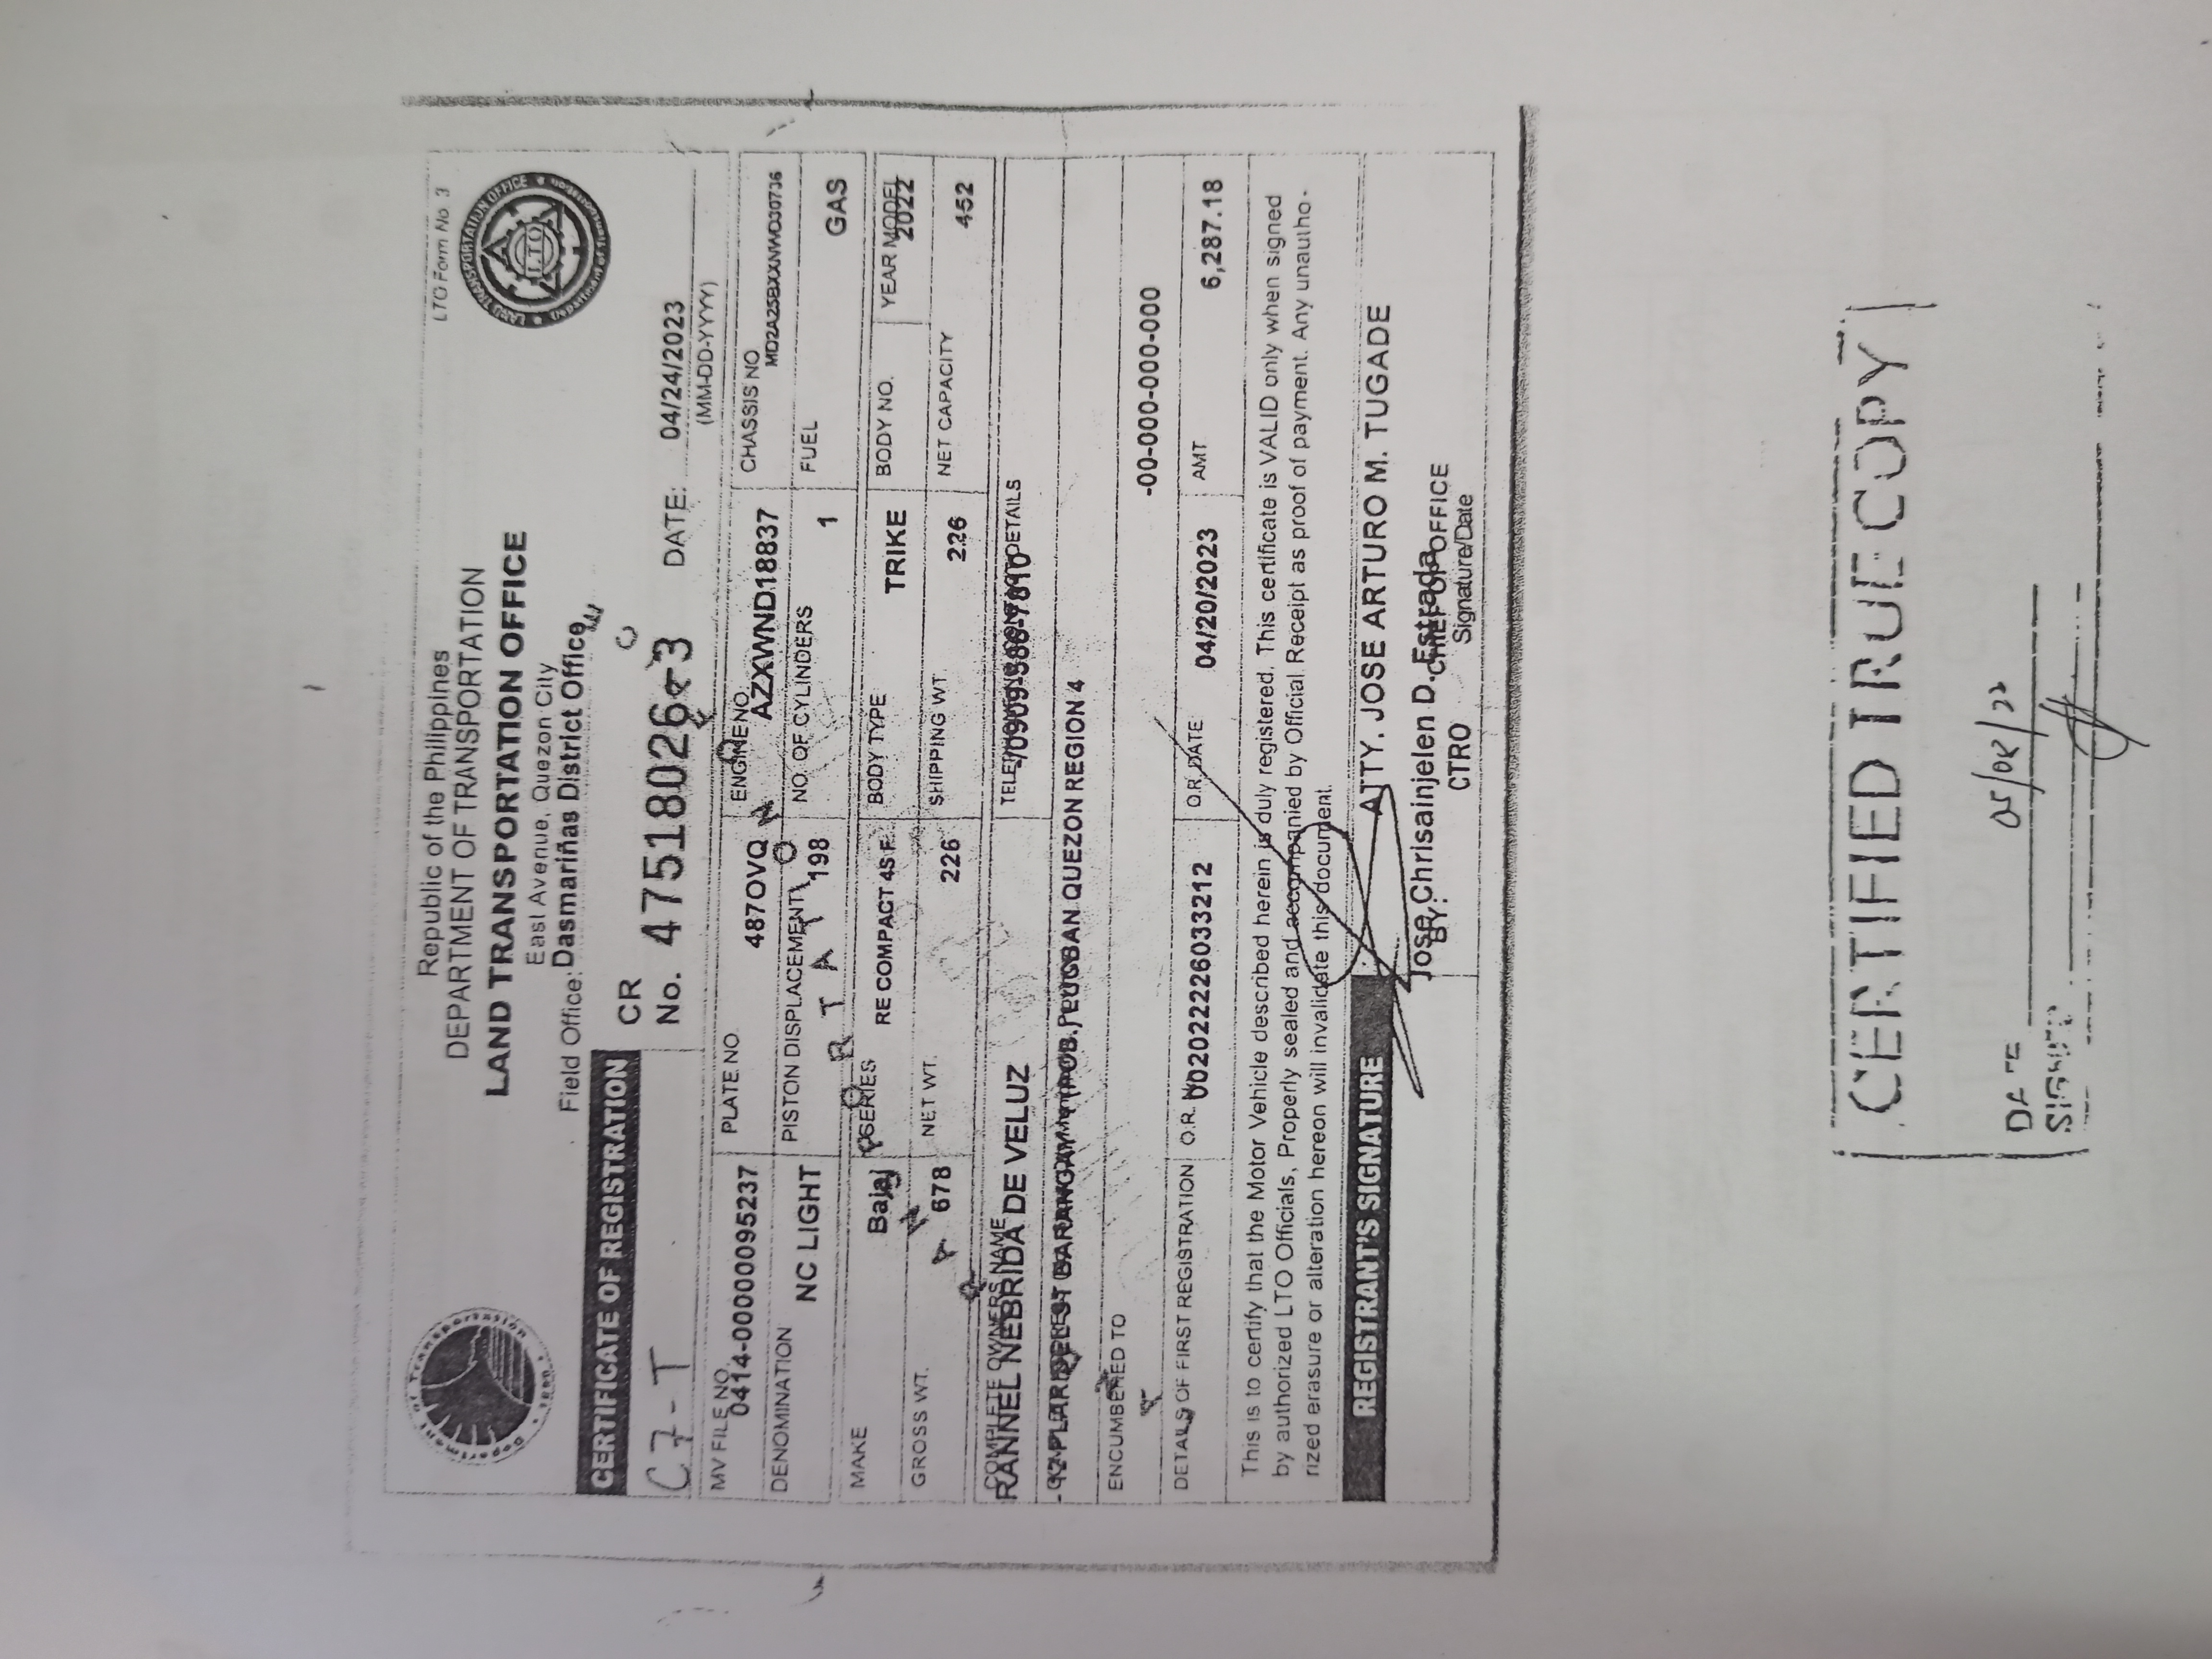 LTO Form No. 3
Republic of the Philippines
DEPARTMENT OF TRANSPORTATION
LAND TRANSPORTATION OFFICE
East Avenue, Quezon City
Field Office: Dasmariñas District Office
CERTIFICATE OF REGISTRATION
C7-T
CR
No. 47518026-3
DATE: 04/24/2023
(MM-DD-YYYY)
MV FILE NO. 0414-00000095237
PLATE NO 487OVQ
ENGINE NO. AZXWND18837
CHASSIS NO MD2A25BXXNWD30736
DENOMINATION NC LIGHT
PISTON DISPLACEMENT 198
NO. OF CYLINDERS 1
FUEL GAS
MAKE Bajaj
SERIES RE COMPACT 4S F
BODY TYPE TRIKE
BODY NO.
YEAR MODEL 2022
GROSS WT. 678
NET WT. 226
SHIPPING WT. 226
NET CAPACITY 452
COMPLETE OWNERS NAME
RANNEL NEBRIDA DE VELUZ
TELEPHONE NO. CONTACT DETAILS
PLARIDEL ST BARANGAY (POB.) LUCBAN QUEZON REGION 4
ENCUMBERED TO
-00-000-000-000
DETAILS OF FIRST REGISTRATION
O.R. No 002022226033212
O.R. DATE 04/20/2023
AMT 6,287.18
This is to certify that the Motor Vehicle described herein is duly registered. This certificate is VALID only when signed
by authorized LTO Officials, Properly sealed and accompanied by Official Receipt as proof of payment. Any unautho-
rized erasure or alteration hereon will invalidate this document.
REGISTRANT'S SIGNATURE
ATTY. JOSE ARTURO M. TUGADE
Jose Chrisainjelen D. Estrada
BY: CHIEF OF OFFICE
CTRO Signature/Date
CERTIFIED TRUE COPY
DATE 05/08/23
SIGNED